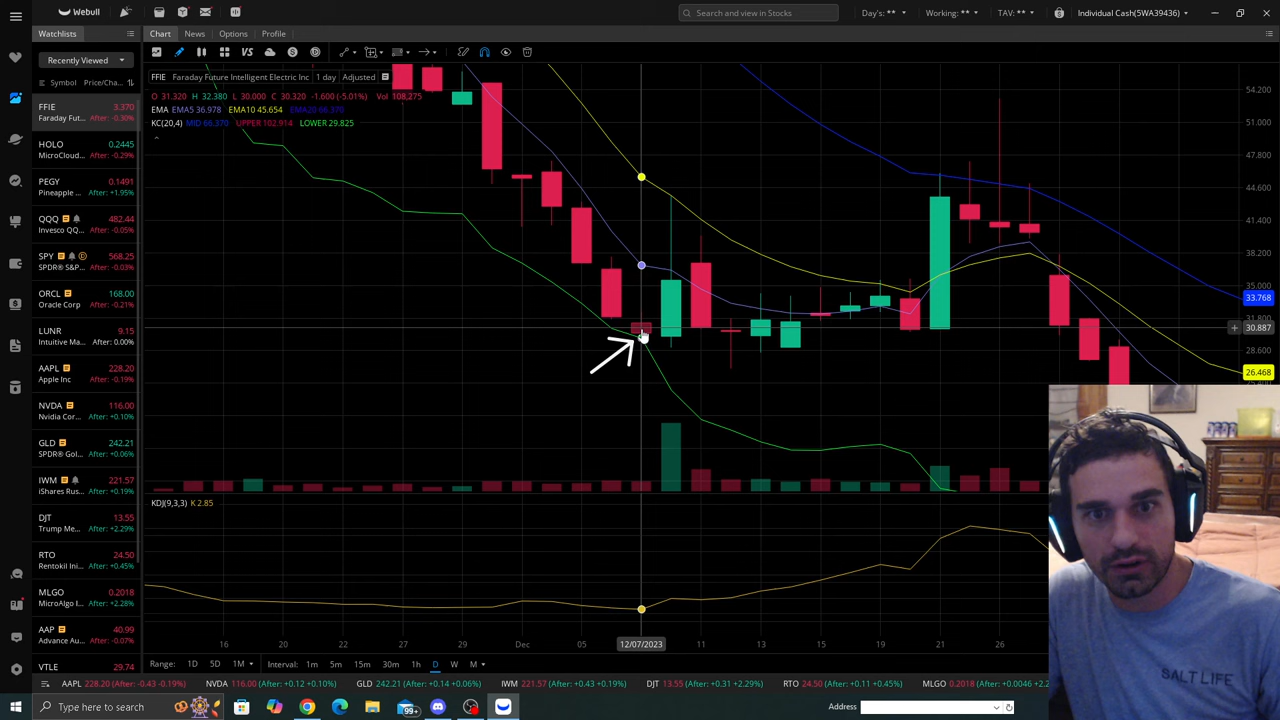 Webull
Search and view in Stocks
Day's: ** Working: ** TAV: ** Individual Cash(5WA39436)
Watchlists
Chart News Options Profile
Recently Viewed
Symbol Price/Cha...
FFIE 3.370
Faraday Fut... After: -0.30%
HOLO 0.2445
MicroCloud... After: -0.29%
PEGY 0.1491
Pineapple ... After: +1.95%
QQQ 482.44
Invesco QQ... After: -0.05%
SPY 568.25
SPDR® S&P... After: -0.03%
ORCL 168.00
Oracle Corp After: -0.21%
LUNR 9.15
Intuitive Ma... After: 0.00%
AAPL 228.20
Apple Inc After: -0.19%
NVDA 116.00
Nvidia Cor... After: +0.10%
GLD 242.21
SPDR® Gol... After: +0.06%
IWM 221.57
iShares Rus... After: +0.19%
DJT 13.55
Trump Me... After: +2.29%
RTO 24.50
Rentokil Ini... After: +0.45%
MLGO 0.2018
MicroAlgo I... After: +2.28%
AAP 40.99
Advance Au... After: -0.07%
VTLE 29.74
FFIE Faraday Future Intelligent Electric Inc 1 day Adjusted
O 31.320 H 32.380 L 30.000 C 30.320 -1.600 (-5.01%) Vol 108,275
EMA EMA5 36.978 EMA10 45.654 EMA20 66.370
KC(20,4) MID 66.370 UPPER 102.914 LOWER 29.825
54.200
51.000
47.800
44.600
41.400
38.200
35.000
33.768
31.800
30.887
28.600
26.468
KDJ(9,3,3) K 2.85
16 20 22 27 29 Dec 05 12/07/2023 11 13 15 19 21 26
Range: 1D 5D 1M Interval: 1m 5m 15m 30m 1h D W M
SALT LIFE
AAPL 228.20 (After: -0.43 -0.19%) NVDA 116.00 (After: +0.12 +0.10%) GLD 242.21 (After: +0.14 +0.06%) IWM 221.57 (After: +0.43 +0.19%) DJT 13.55 (After: +0.31 +2.29%) RTO 24.50 (After: +0.11 +0.45%) MLGO 0.2018 (After: +0.0046 +2.2
Type here to search
99+
Address